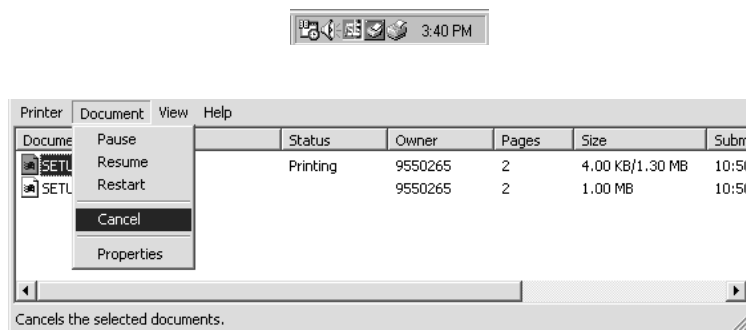 3:40 PM
Printer Document View Help
Docume Status Owner Pages Size Subm
Pause
SETU Printing 9550265 2 4.00 KB/1.30 MB 10:50
Resume
SETU 9550265 2 1.00 MB 10:50
Restart
Cancel
Properties
Cancels the selected documents.